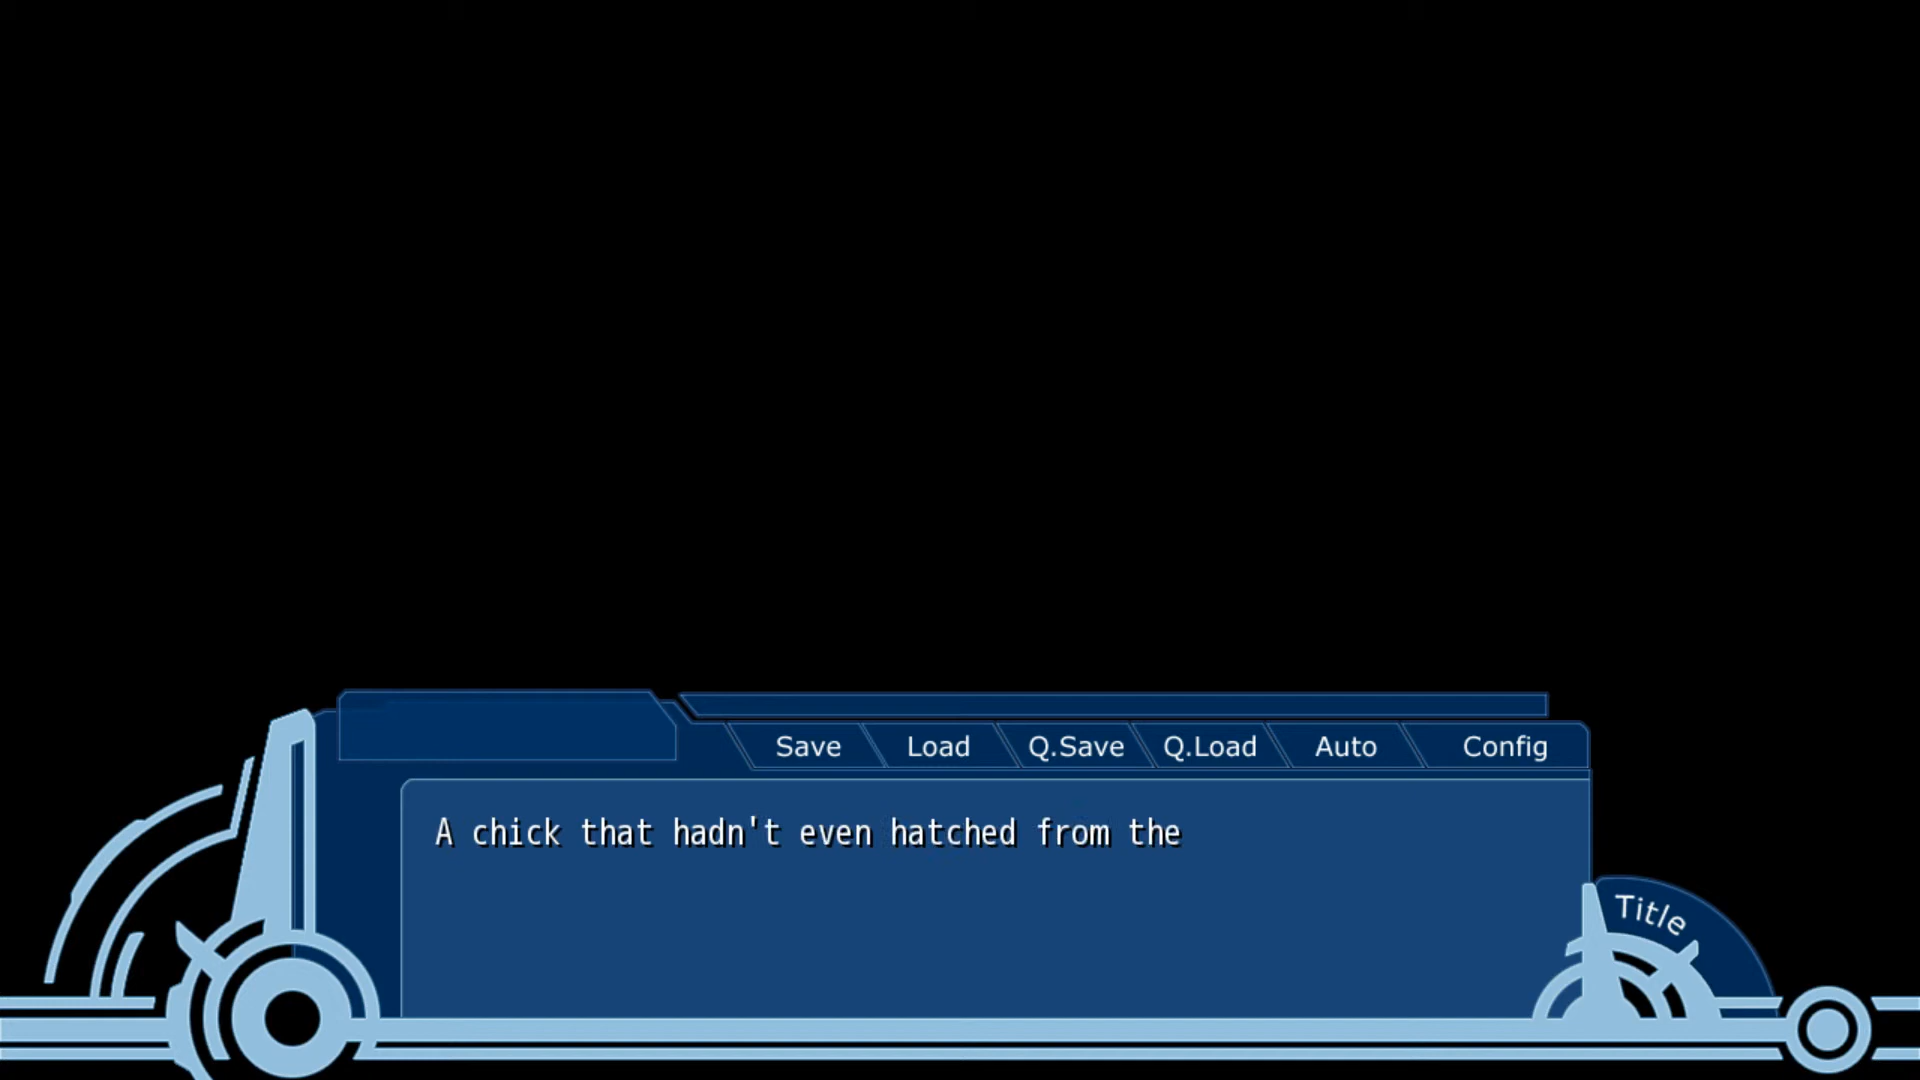 Save Load Q.Save Q.Load Auto Config
A chick that hadn't even hatched from the
Title